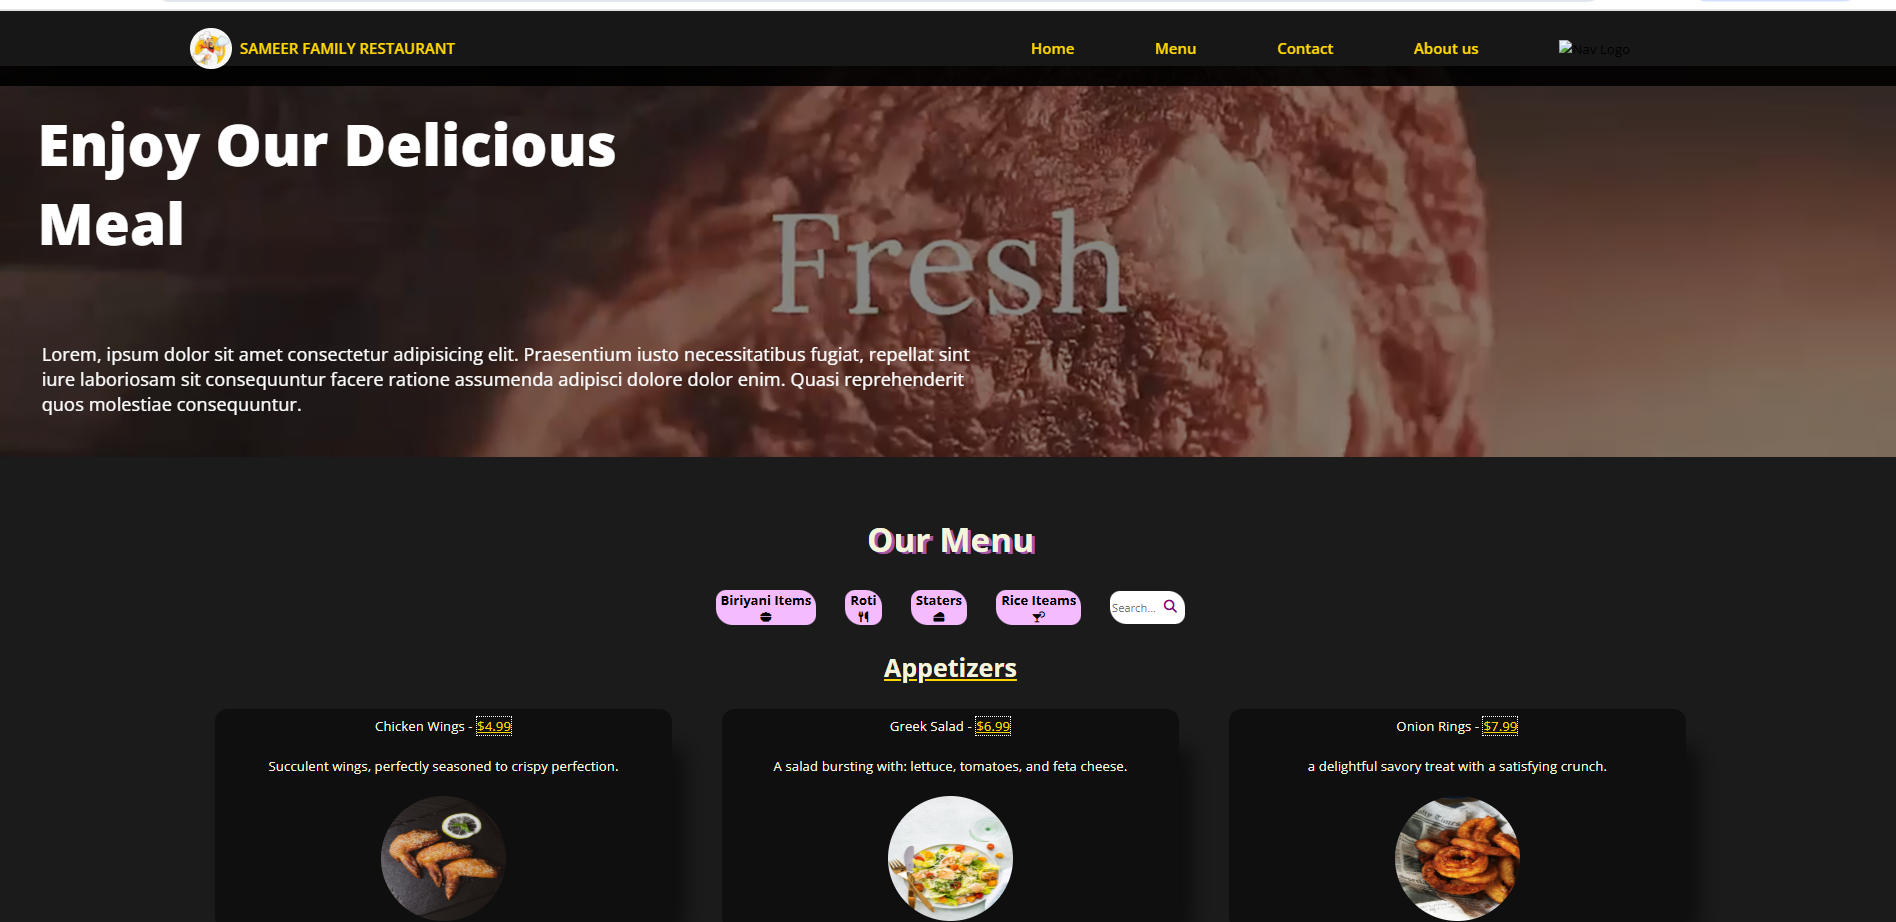 SAMEER FAMILY RESTAURANT
Home Menu Contact About us Nav Logo
Enjoy Our Delicious
Meal
Fresh
Lorem, ipsum dolor sit amet consectetur adipisicing elit. Praesentium iusto necessitatibus fugiat, repellat sint
iure laboriosam sit consequuntur facere ratione assumenda adipisci dolore dolor enim. Quasi reprehenderit
quos molestiae consequuntur.
Our Menu
Biriyani Items Roti Staters Rice Iteams Search...
Appetizers
Chicken Wings - $4.99
Succulent wings, perfectly seasoned to crispy perfection.
Greek Salad - $6.99
A salad bursting with: lettuce, tomatoes, and feta cheese.
Onion Rings - $7.99
a delightful savory treat with a satisfying crunch.